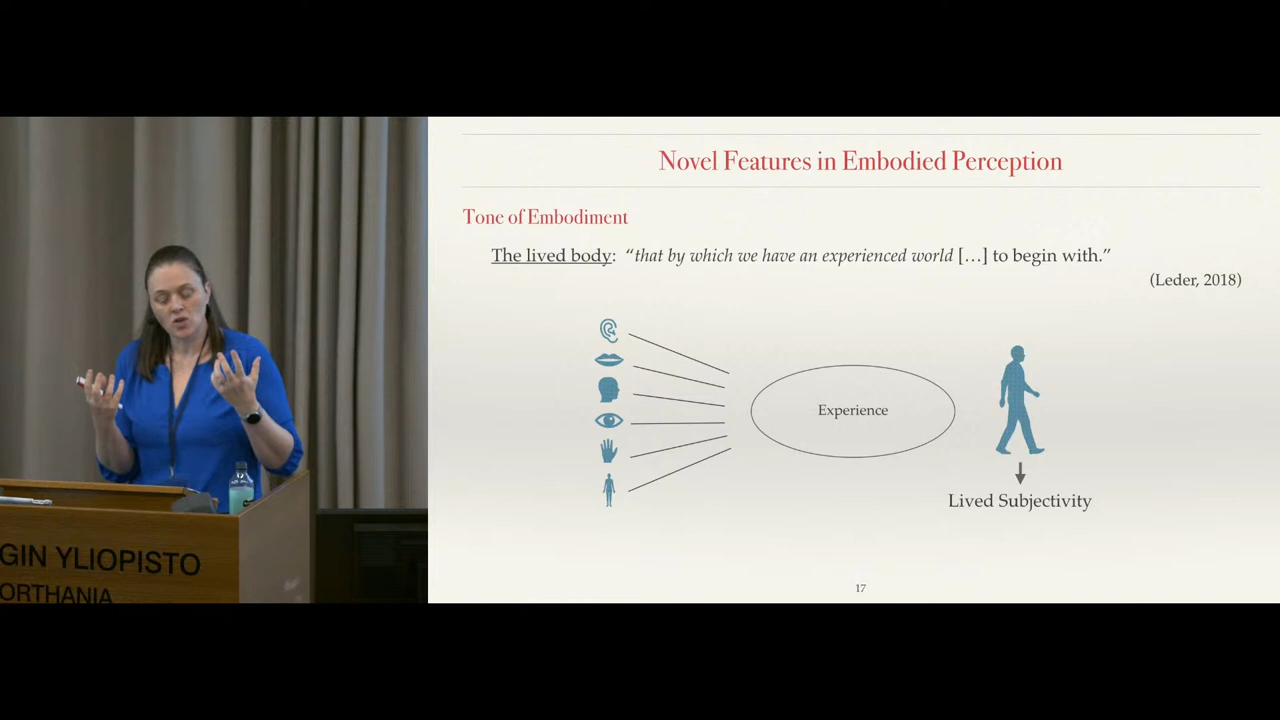 Novel Features in Embodied Perception
Tone of Embodiment
The lived body: “that by which we have an experienced world […] to begin with.”
(Leder, 2018)
Experience
Lived Subjectivity
17
GIN YLIOPISTO
ORTHANIA